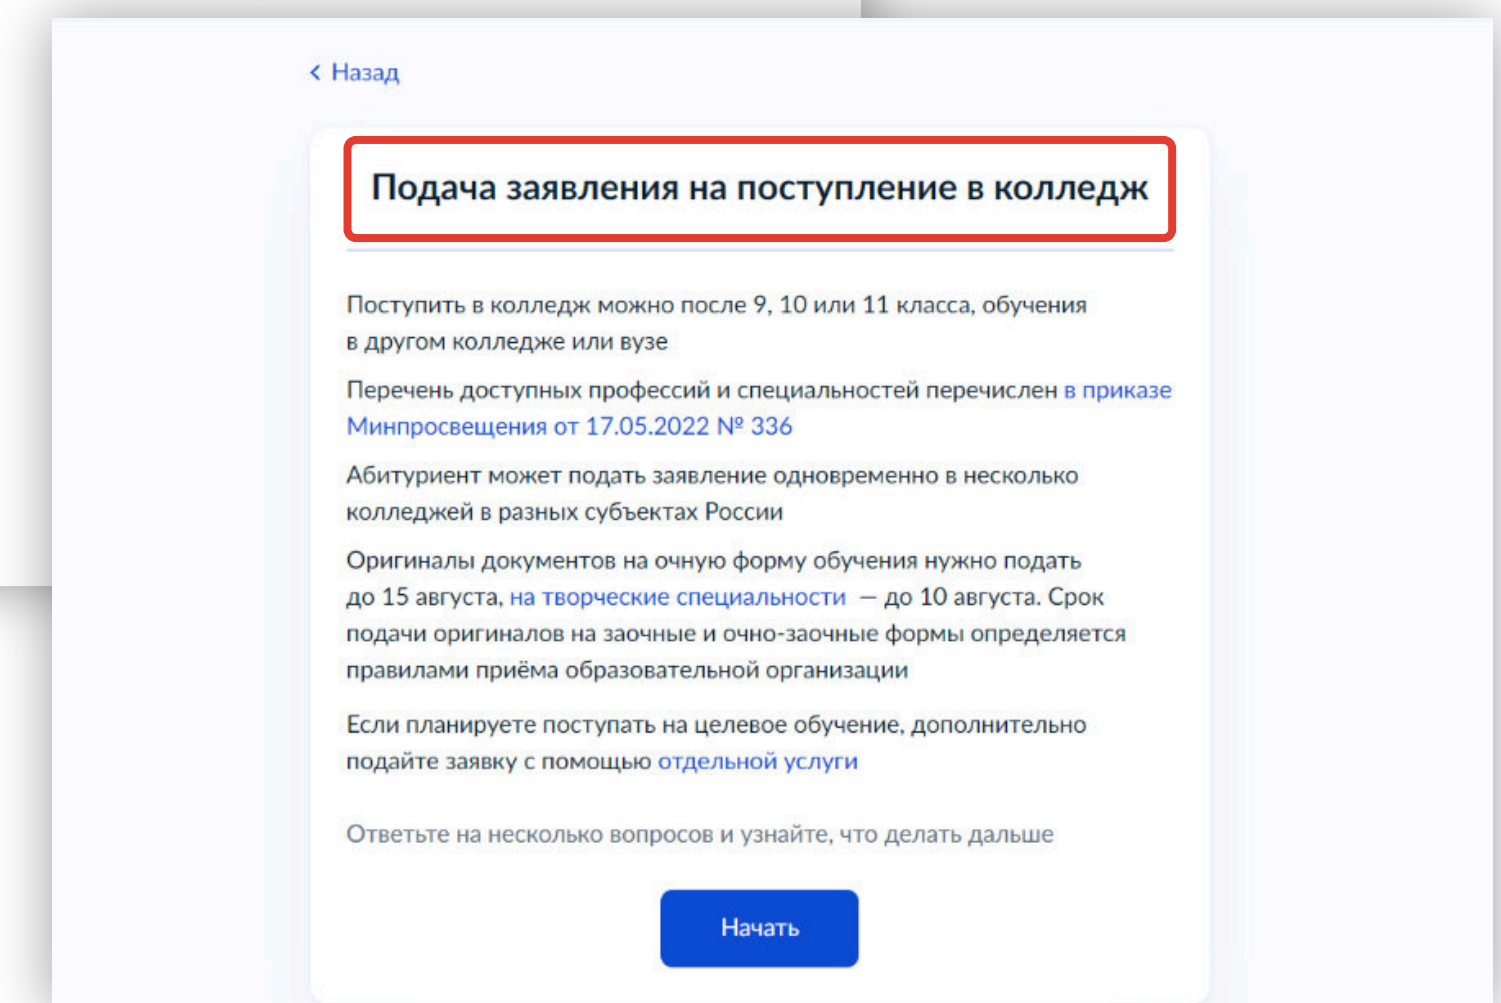 < Назад
Подача заявления на поступление в колледж
Поступить в колледж можно после 9, 10 или 11 класса, обучения
в другом колледже или вузе
Перечень доступных профессий и специальностей перечислен в приказе
Минпросвещения от 17.05.2022 № 336
Абитуриент может подать заявление одновременно в несколько
колледжей в разных субъектах России
Оригиналы документов на очную форму обучения нужно подать
до 15 августа, на творческие специальности — до 10 августа. Срок
подачи оригиналов на заочные и очно-заочные формы определяется
правилами приёма образовательной организации
Если планируете поступать на целевое обучение, дополнительно
подайте заявку с помощью отдельной услуги
Ответьте на несколько вопросов и узнайте, что делать дальше
Начать